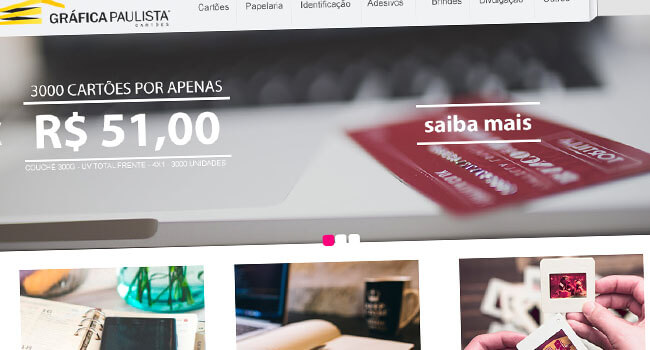 GRÁFICA PAULISTA
CARTÕES
Cartões Papelaria Identificação Adesivos Brindes Divulgação Outros
3000 CARTÕES POR APENAS
R$ 51,00
COUCHÊ 300G - UV TOTAL FRENTE - 4X1 - 3000 UNIDADES
saiba mais